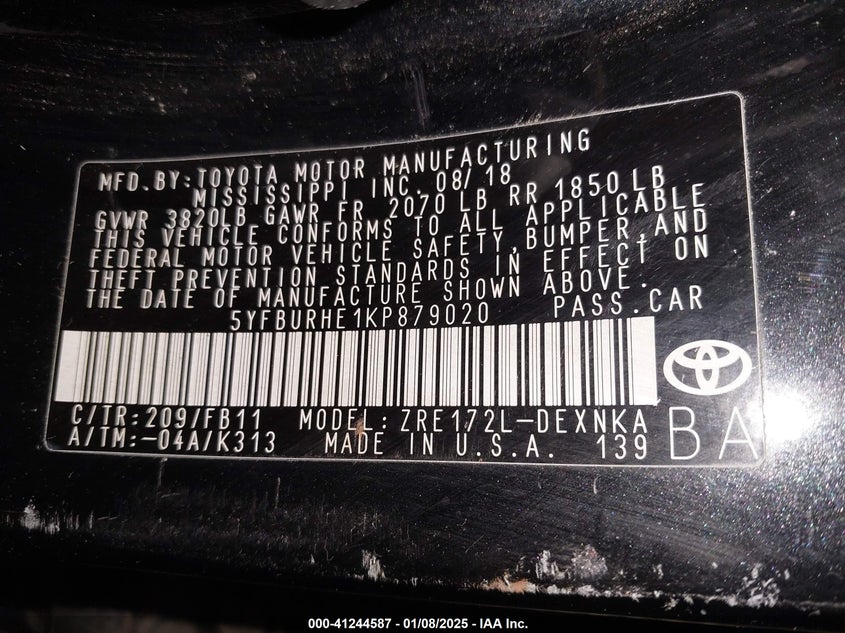 MFD.BY:TOYOTA MOTOR MANUFACTURING
MISSISSIPPI INC. 08/18
GVWR 3820LB GAWR FR 2070 LB RR 1850 LB
THIS VEHICLE CONFORMS TO ALL APPLICABLE
FEDERAL MOTOR VEHICLE SAFETY,BUMPER,AND
THEFT PREVENTION STANDARDS IN EFFECT ON
THE DATE OF MANUFACTURE SHOWN ABOVE.
5YFBURHE1KP879020 PASS.CAR
C/TR:209/FB11 MODEL:ZRE172L-DEXNKA
A/TM:-04A/K313 MADE IN U.S.A. 139
BA
000-41244587 - 01/08/2025 - IAA Inc.